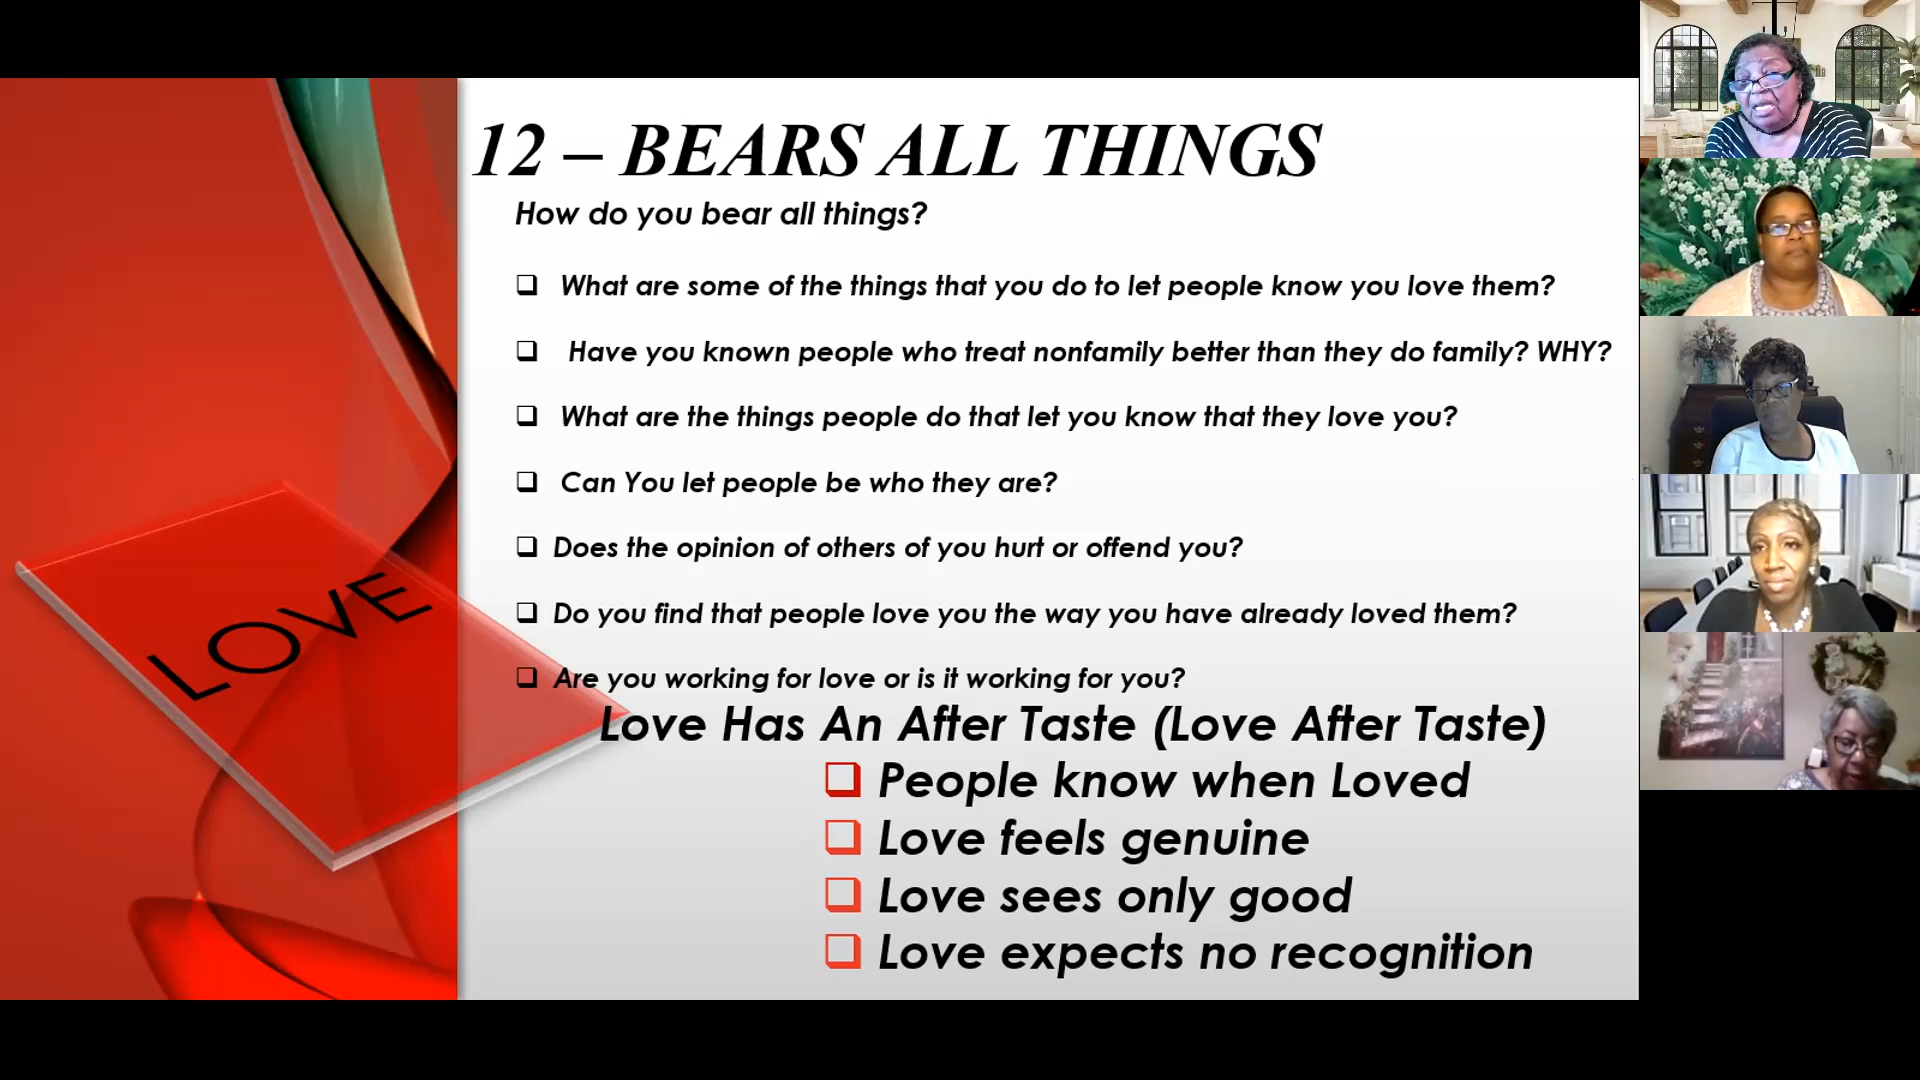 12 – BEARS ALL THINGS
How do you bear all things?
What are some of the things that you do to let people know you love them?
Have you known people who treat nonfamily better than they do family? WHY?
What are the things people do that let you know that they love you?
Can You let people be who they are?
Does the opinion of others of you hurt or offend you?
Do you find that people love you the way you have already loved them?
Are you working for love or is it working for you?
LOVE
Love Has An After Taste (Love After Taste)
People know when Loved
Love feels genuine
Love sees only good
Love expects no recognition